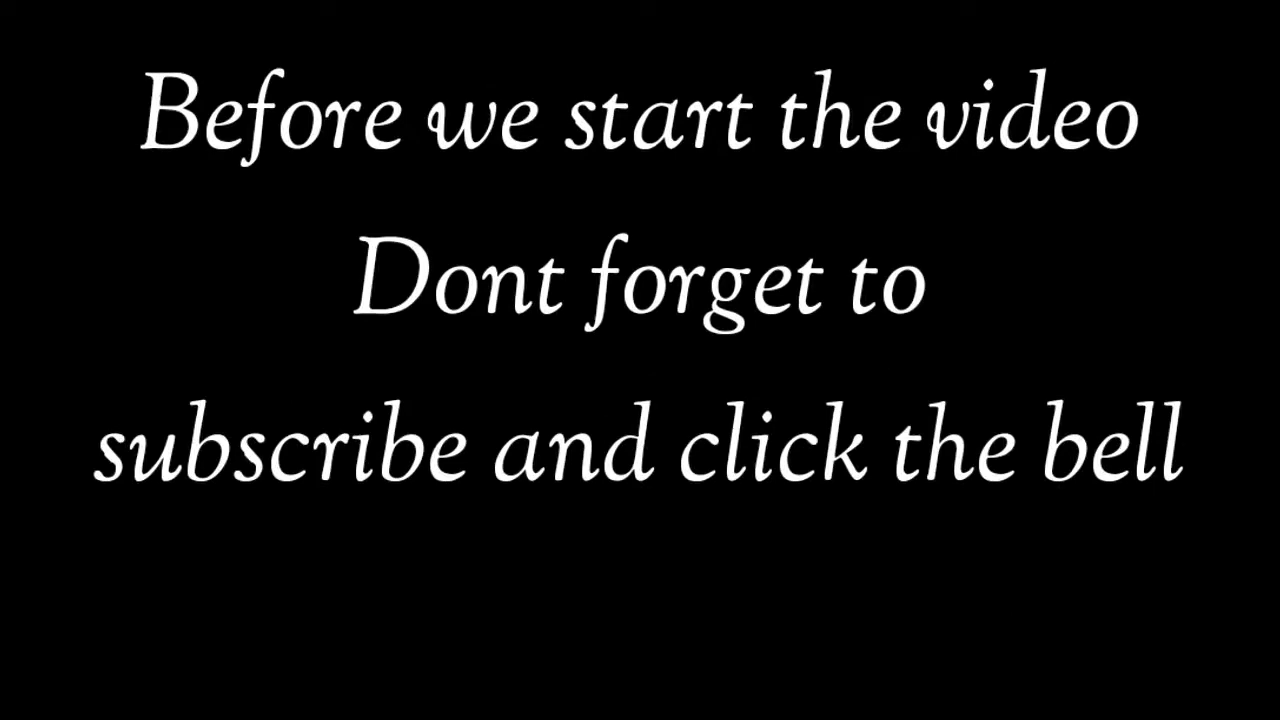 Before we start the video
Dont forget to
subscribe and click the bell